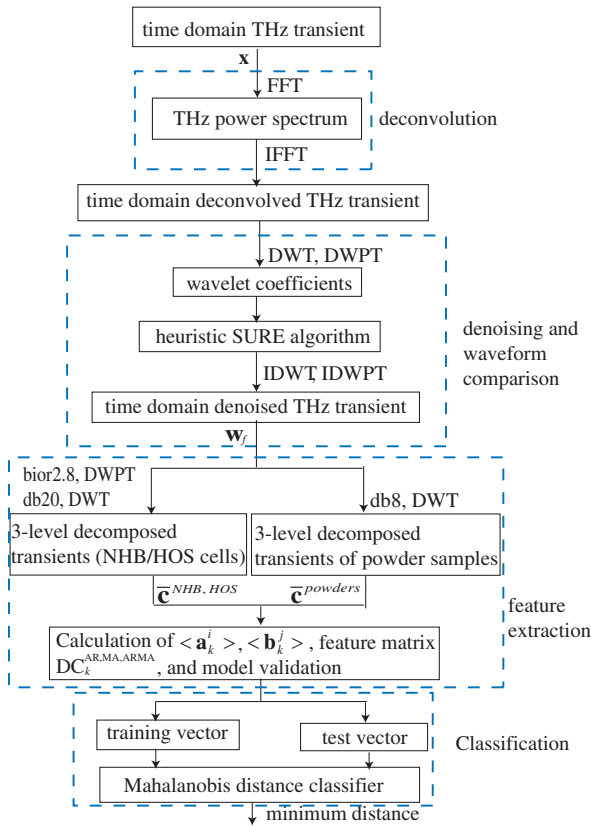 time domain THz transient
x
FFT
THz power spectrum
deconvolution
IFFT
time domain deconvolved THz transient
DWT, DWPT
wavelet coefficients
heuristic SURE algorithm
denoising and
waveform
comparison
IDWT, IDWPT
time domain denoised THz transient
w_f
bior2.8, DWPT
db20, DWT
db8, DWT
3-level decomposed
transients (NHB/HOS cells)
3-level decomposed
transients of powder samples
c̅^{NHB, HOS}
c̅^{powders}
feature
extraction
Calculation of < a_k^i >, < b_k^j >, feature matrix
DC_k^{AR,MA,ARMA}, and model validation
training vector
test vector
Classification
Mahalanobis distance classifier
minimum distance